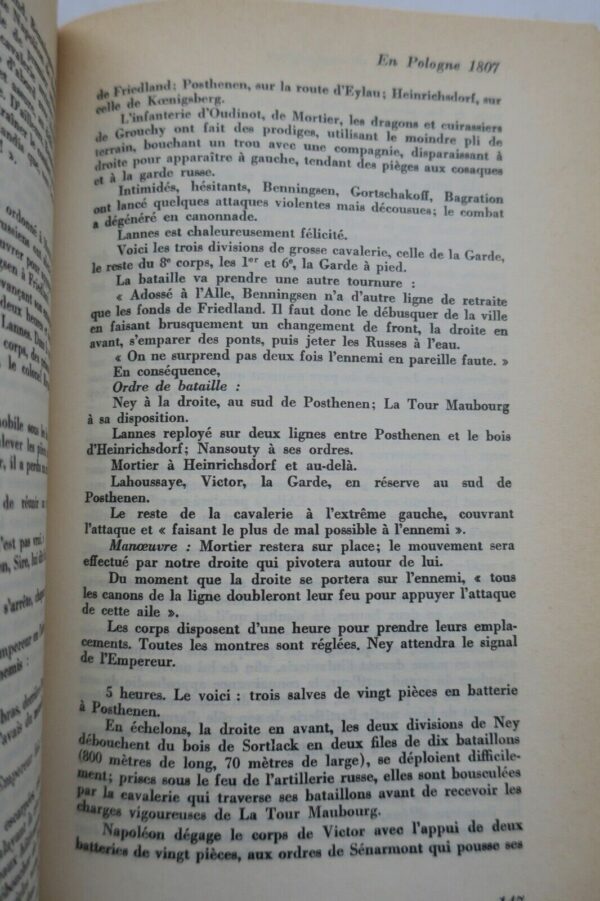 En Pologne 1807
de Friedland: Posthenen, sur la route d'Eylau; Heinrichsdorf, sur
celle de Kœnigsberg.
L'infanterie d'Oudinot, de Mortier, les dragons et cuirassiers
de Grouchy ont fait des prodiges, utilisant le moindre pli de
terrain, bouchant un trou avec une compagnie, disparaissant à
droite pour apparaître à gauche, tendant des pièges aux cosaques
et à la garde russe.
Intimidés, hésitants, Benningsen, Gortschakoff, Bagration
ont lancé quelques attaques violentes mais décousues; le combat
a dégénéré en canonnade.
Lannes est chaleureusement félicité.
Voici les trois divisions de grosse cavalerie, celle de la Garde,
le reste du 8e corps, les 1er et 6e, la Garde à pied.
La bataille va prendre une autre tournure :
« Adossé à l'Alle, Benningsen n'a d'autre ligne de retraite
que les fonds de Friedland. Il faut donc le débusquer de la ville
en faisant brusquement un changement de front, la droite en
avant, s'emparer des ponts, puis jeter les Russes à l'eau.
« On ne surprend pas deux fois l'ennemi en pareille faute. »
En conséquence,
Ordre de bataille :
Ney à la droite, au sud de Posthenen; La Tour Maubourg
à sa disposition.
Lannes reployé sur deux lignes entre Posthenen et le bois
d'Heinrichsdorf; Nansouty à ses ordres.
Mortier à Heinrichsdorf et au-delà.
Lahoussaye, Victor, la Garde, en réserve au sud de
Posthenen.
Le reste de la cavalerie à l'extrême gauche, couvrant
l'attaque et « faisant le plus de mal possible à l'ennemi ».
Manœuvre : Mortier restera sur place; le mouvement sera
effectué par notre droite qui pivotera autour de lui.
Du moment que la droite se portera sur l'ennemi, « tous
les canons de la ligne doubleront leur feu pour appuyer l'attaque
de cette aile ».
Les corps disposent d'une heure pour prendre leurs empla-
cements. Toutes les montres sont réglées. Ney attendra le signal
de l'Empereur.
5 heures. Le voici : trois salves de vingt pièces en batterie
à Posthenen.
En échelons, la droite en avant, les deux divisions de Ney
débouchent du bois de Sortlack en deux files de dix bataillons
(800 mètres de long, 70 mètres de large), se déploient difficile-
ment; prises sous le feu de l'artillerie russe, elles sont bousculées
par la cavalerie qui traverse ses bataillons avant de recevoir les
charges vigoureuses de La Tour Maubourg.
Napoléon dégage le corps de Victor avec l'appui de deux
batteries de vingt pièces, aux ordres de Sénarmont qui pousse ses